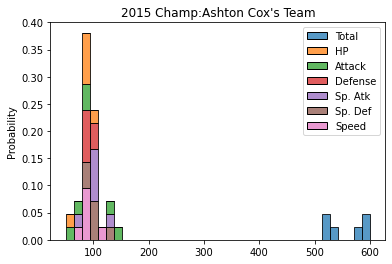 2015 Champ:Ashton Cox's Team
Probability
0.40
0.35
0.30
0.25
0.20
0.15
0.10
0.05
0.00
Total
HP
Attack
Defense
Sp. Atk
Sp. Def
Speed
100 200 300 400 500 600